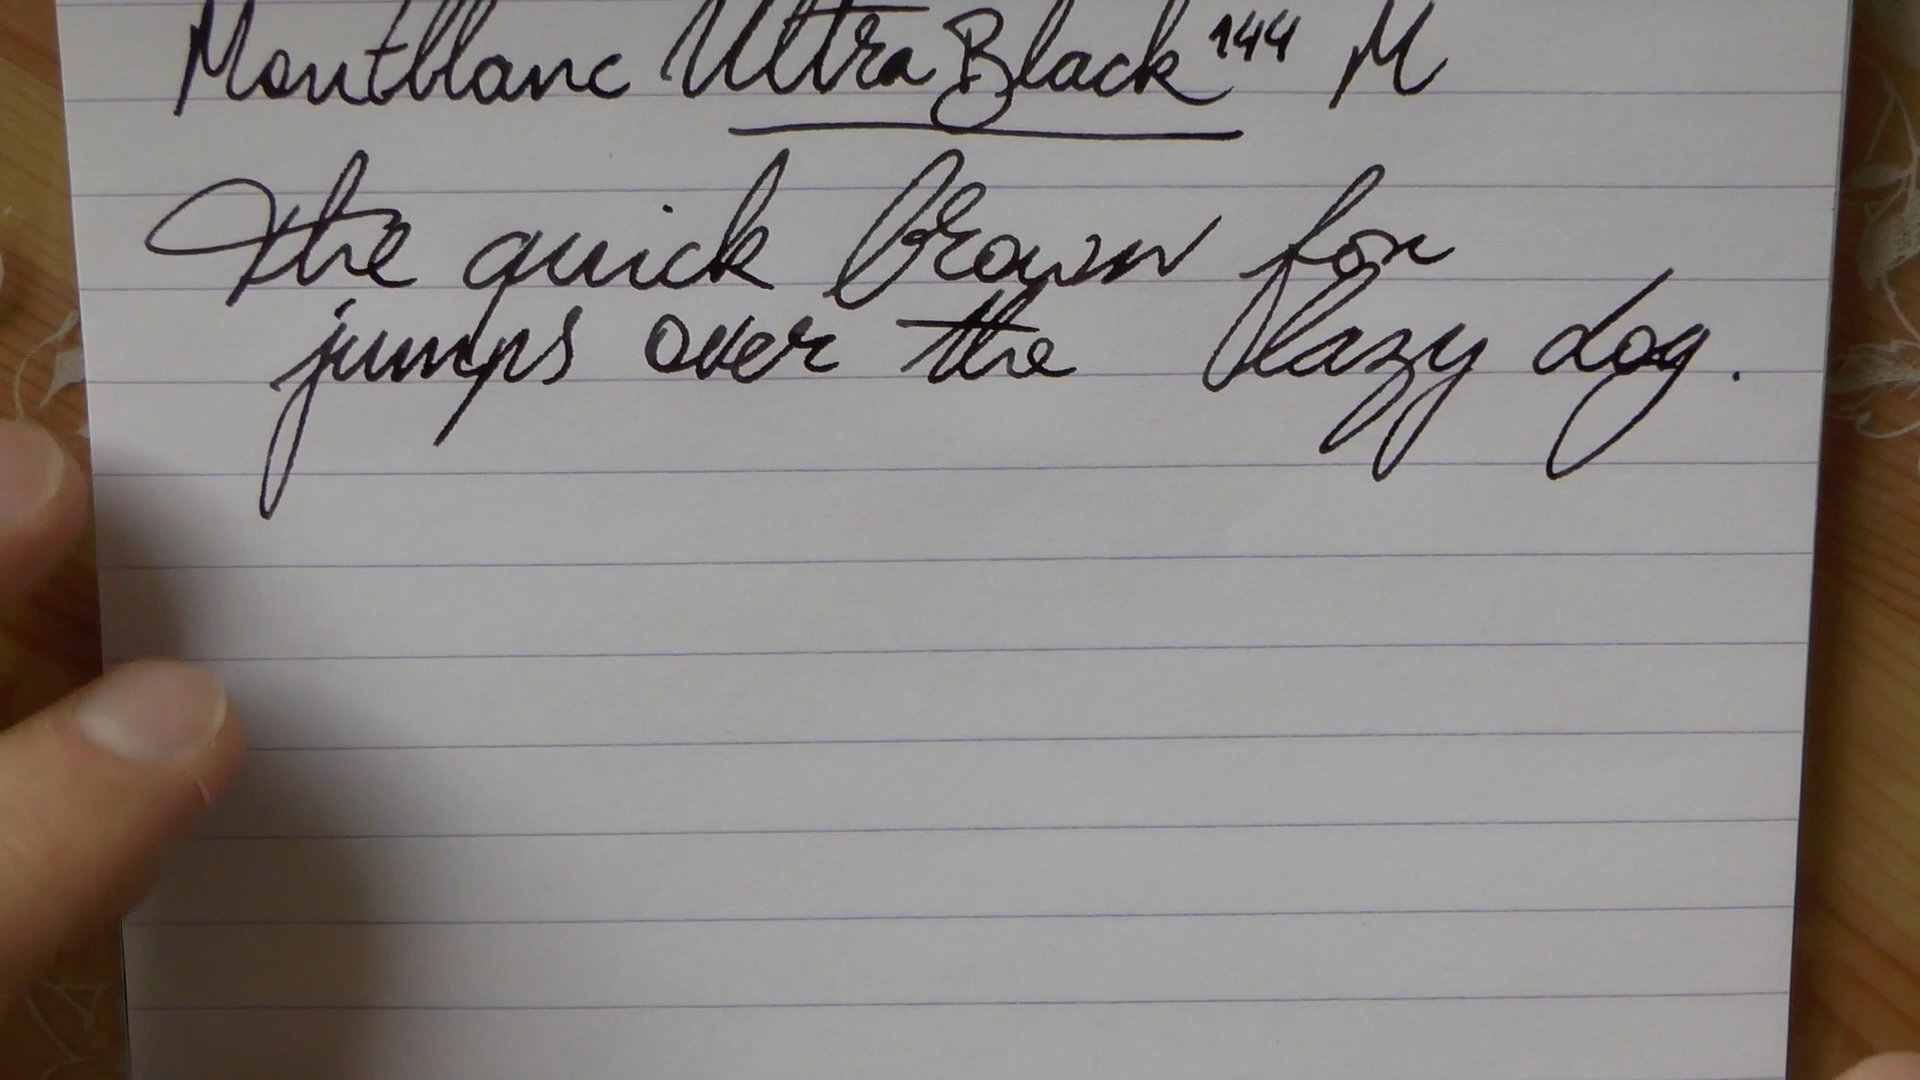 Montblanc Ultra Black 144 M
the quick brown fox
jumps over the lazy dog.